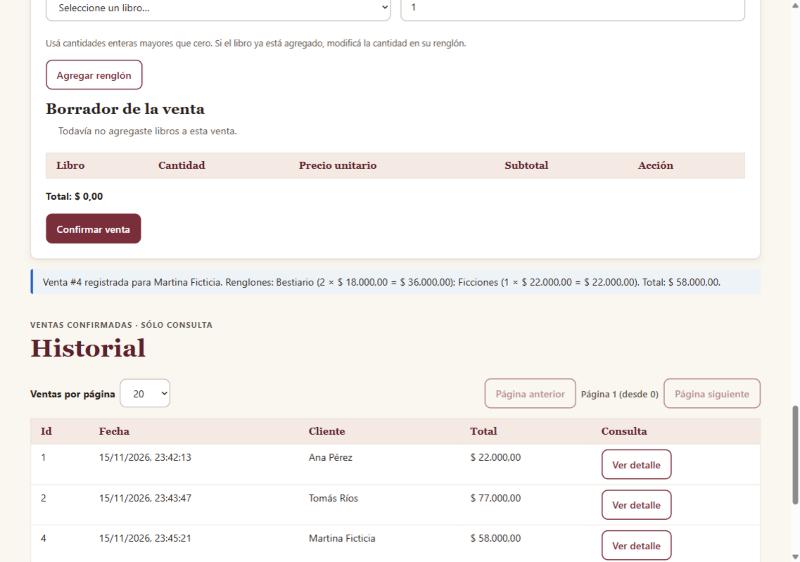 Seleccione un libro... 1
Usá cantidades enteras mayores que cero. Si el libro ya está agregado, modificá la cantidad en su renglón.
Agregar renglón
Borrador de la venta
Todavía no agregaste libros a esta venta.
Libro Cantidad Precio unitario Subtotal Acción
Total: $ 0,00
Confirmar venta
Venta #4 registrada para Martina Ficticia. Renglones: Bestiario (2 × $ 18.000,00 = $ 36.000,00); Ficciones (1 × $ 22.000,00 = $ 22.000,00). Total: $ 58.000,00.
VENTAS CONFIRMADAS · SÓLO CONSULTA
Historial
Ventas por página 20 Página anterior Página 1 (desde 0) Página siguiente
Id Fecha Cliente Total Consulta
1 15/11/2026, 23:42:13 Ana Pérez $ 22.000,00 Ver detalle
2 15/11/2026, 23:43:47 Tomás Ríos $ 77.000,00 Ver detalle
4 15/11/2026, 23:45:21 Martina Ficticia $ 58.000,00 Ver detalle